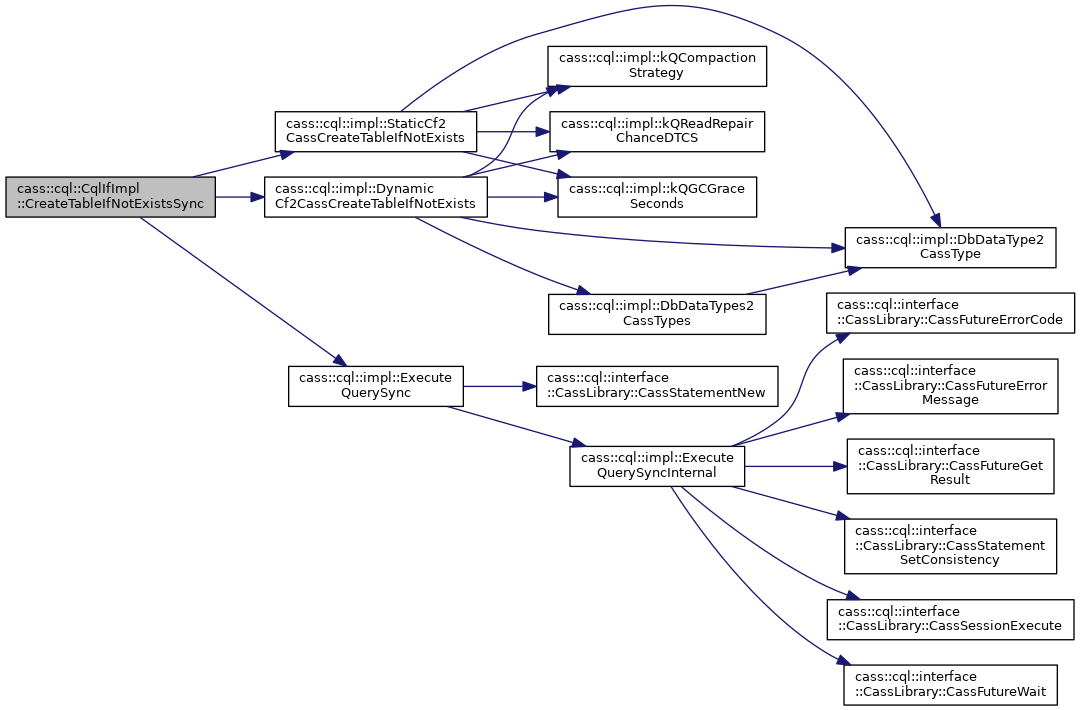 cass::cql::impl::kQCompaction
Strategy
cass::cql::impl::StaticCf2
CassCreateTableIfNotExists
cass::cql::impl::kQReadRepair
ChanceDTCS
cass::cql::CqlIfImpl
::CreateTableIfNotExistsSync
cass::cql::impl::Dynamic
Cf2CassCreateTableIfNotExists
cass::cql::impl::kQGCGrace
Seconds
cass::cql::impl::DbDataType2
CassType
cass::cql::impl::DbDataTypes2
CassTypes
cass::cql::interface
::CassLibrary::CassFutureErrorCode
cass::cql::impl::Execute
QuerySync
cass::cql::interface
::CassLibrary::CassStatementNew
cass::cql::interface
::CassLibrary::CassFutureError
Message
cass::cql::impl::Execute
QuerySyncInternal
cass::cql::interface
::CassLibrary::CassFutureGet
Result
cass::cql::interface
::CassLibrary::CassStatement
SetConsistency
cass::cql::interface
::CassLibrary::CassSessionExecute
cass::cql::interface
::CassLibrary::CassFutureWait